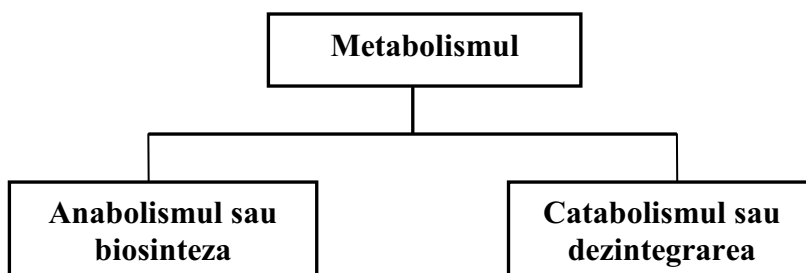 Metabolismul
Anabolismul sau
biosinteza
Catabolismul sau
dezintegrarea